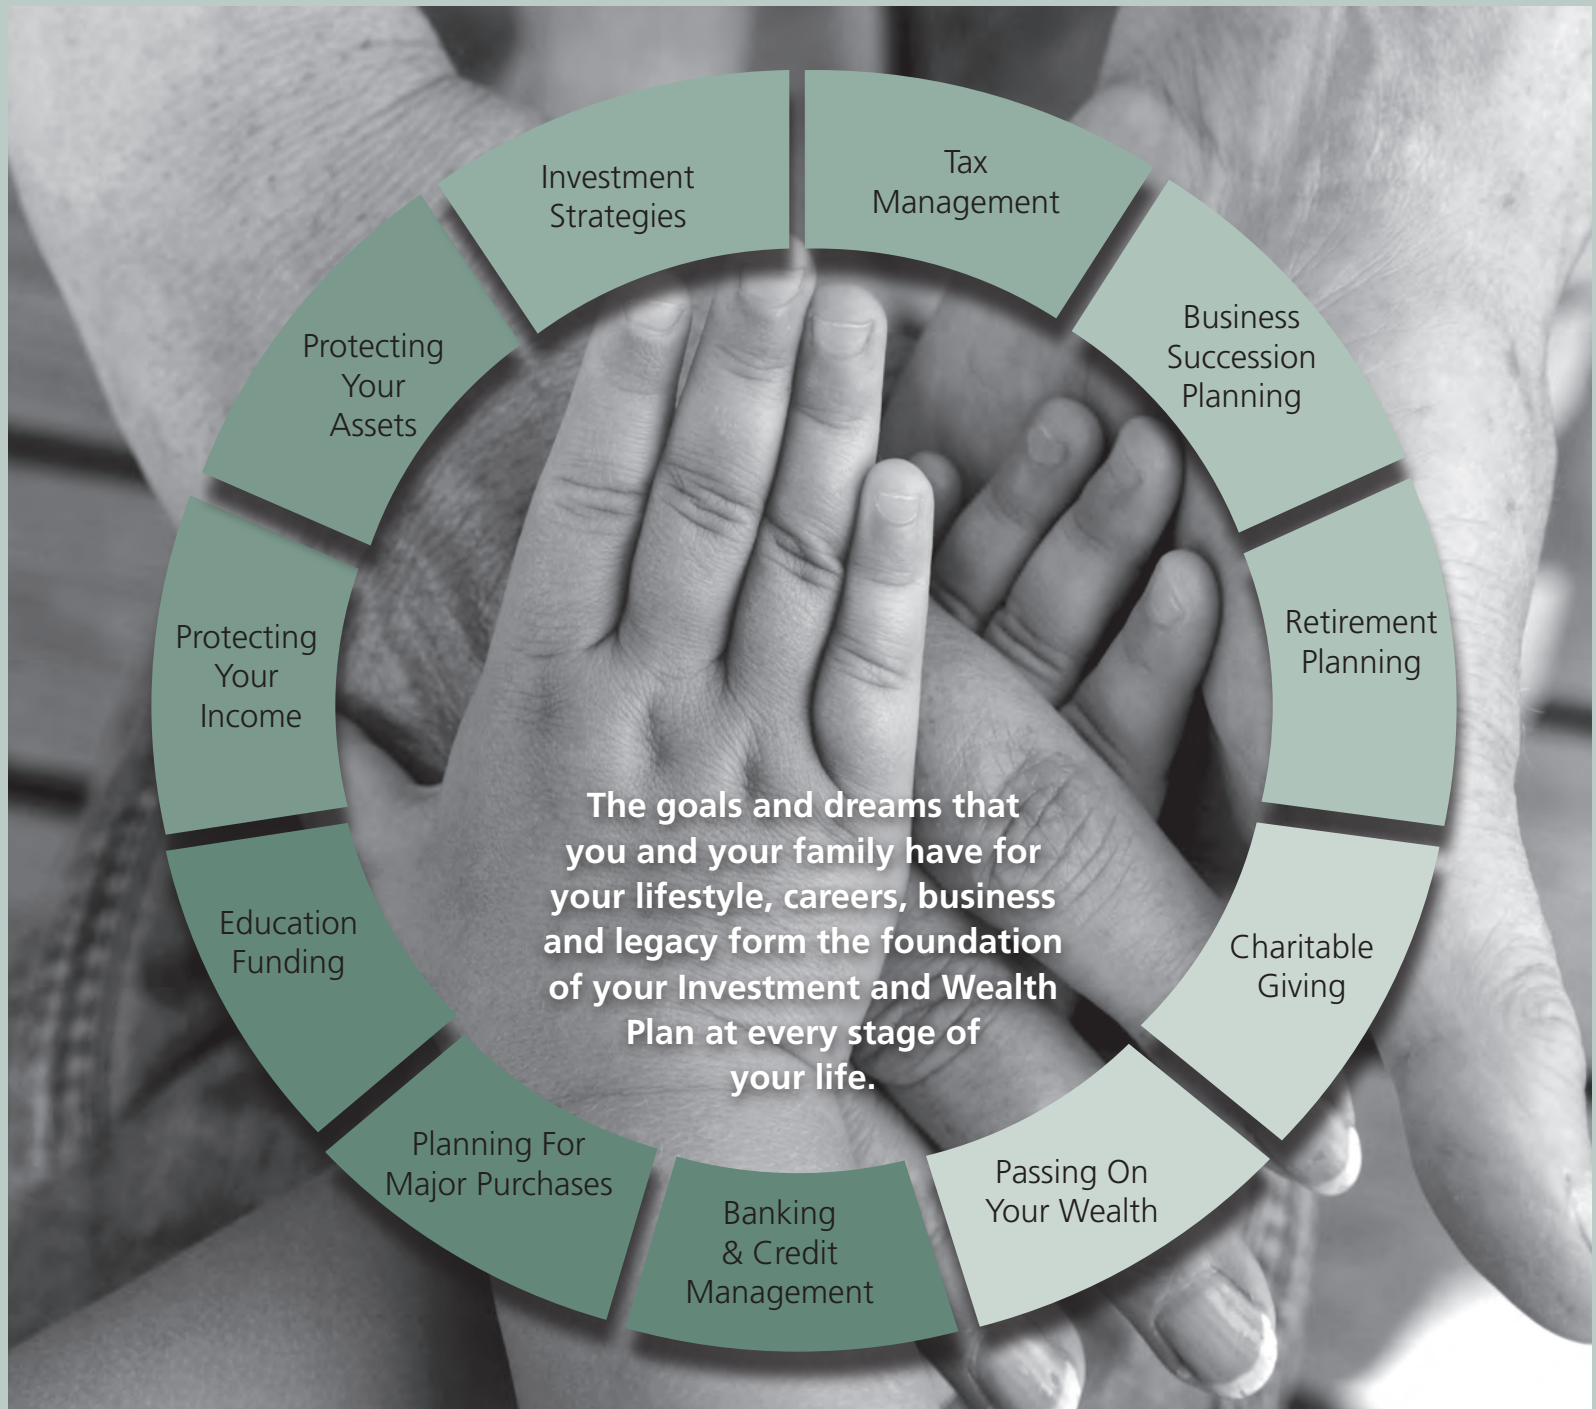 Investment
Strategies
Tax
Management
Business
Succession
Planning
Retirement
Planning
Charitable
Giving
Passing On
Your Wealth
Banking
& Credit
Management
Planning For
Major Purchases
Education
Funding
Protecting
Your
Income
Protecting
Your
Assets
The goals and dreams that
you and your family have for
your lifestyle, careers, business
and legacy form the foundation
of your Investment and Wealth
Plan at every stage of
your life.